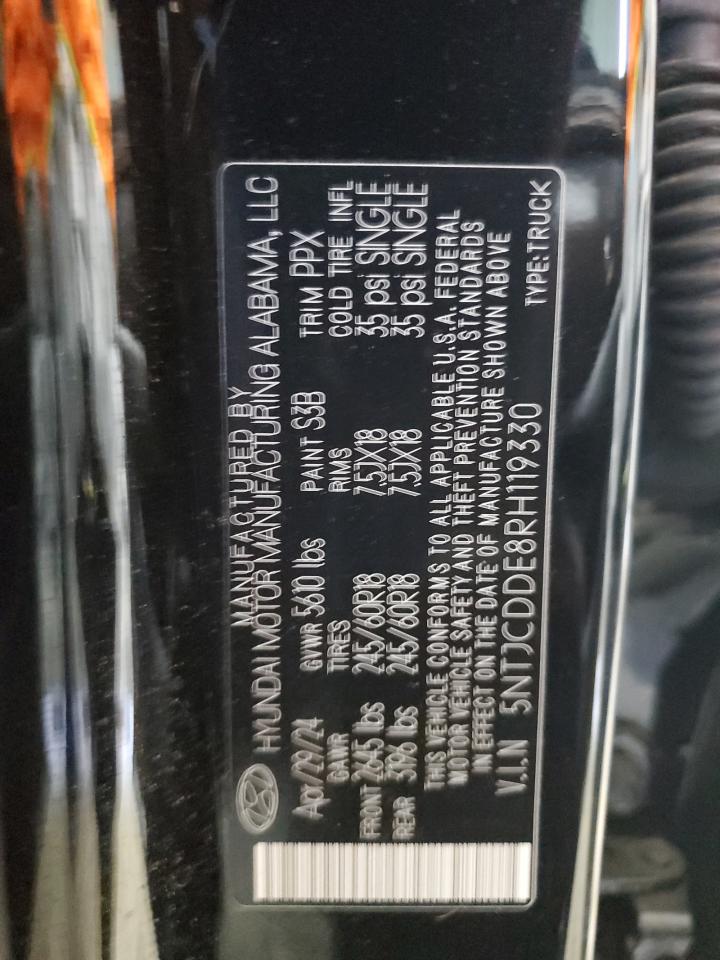 MANUFACTURED BY
HYUNDAI MOTOR MANUFACTURING ALABAMA, LLC
Apr/29/24 GVWR 5610 lbs PAINT S3B TRIM PPX
GAWR TIRES RIMS COLD TIRE INFL
FRONT 2645 lbs 245/60R18 7.5JX18 35 psi SINGLE
REAR 3196 lbs 245/60R18 7.5JX18 35 psi SINGLE
THIS VEHICLE CONFORMS TO ALL APPLICABLE U.S.A. FEDERAL
MOTOR VEHICLE SAFETY AND THEFT PREVENTION STANDARDS
IN EFFECT ON THE DATE OF MANUFACTURE SHOWN ABOVE
V.I.N 5NTJCDDE8RH119330
TYPE:TRUCK